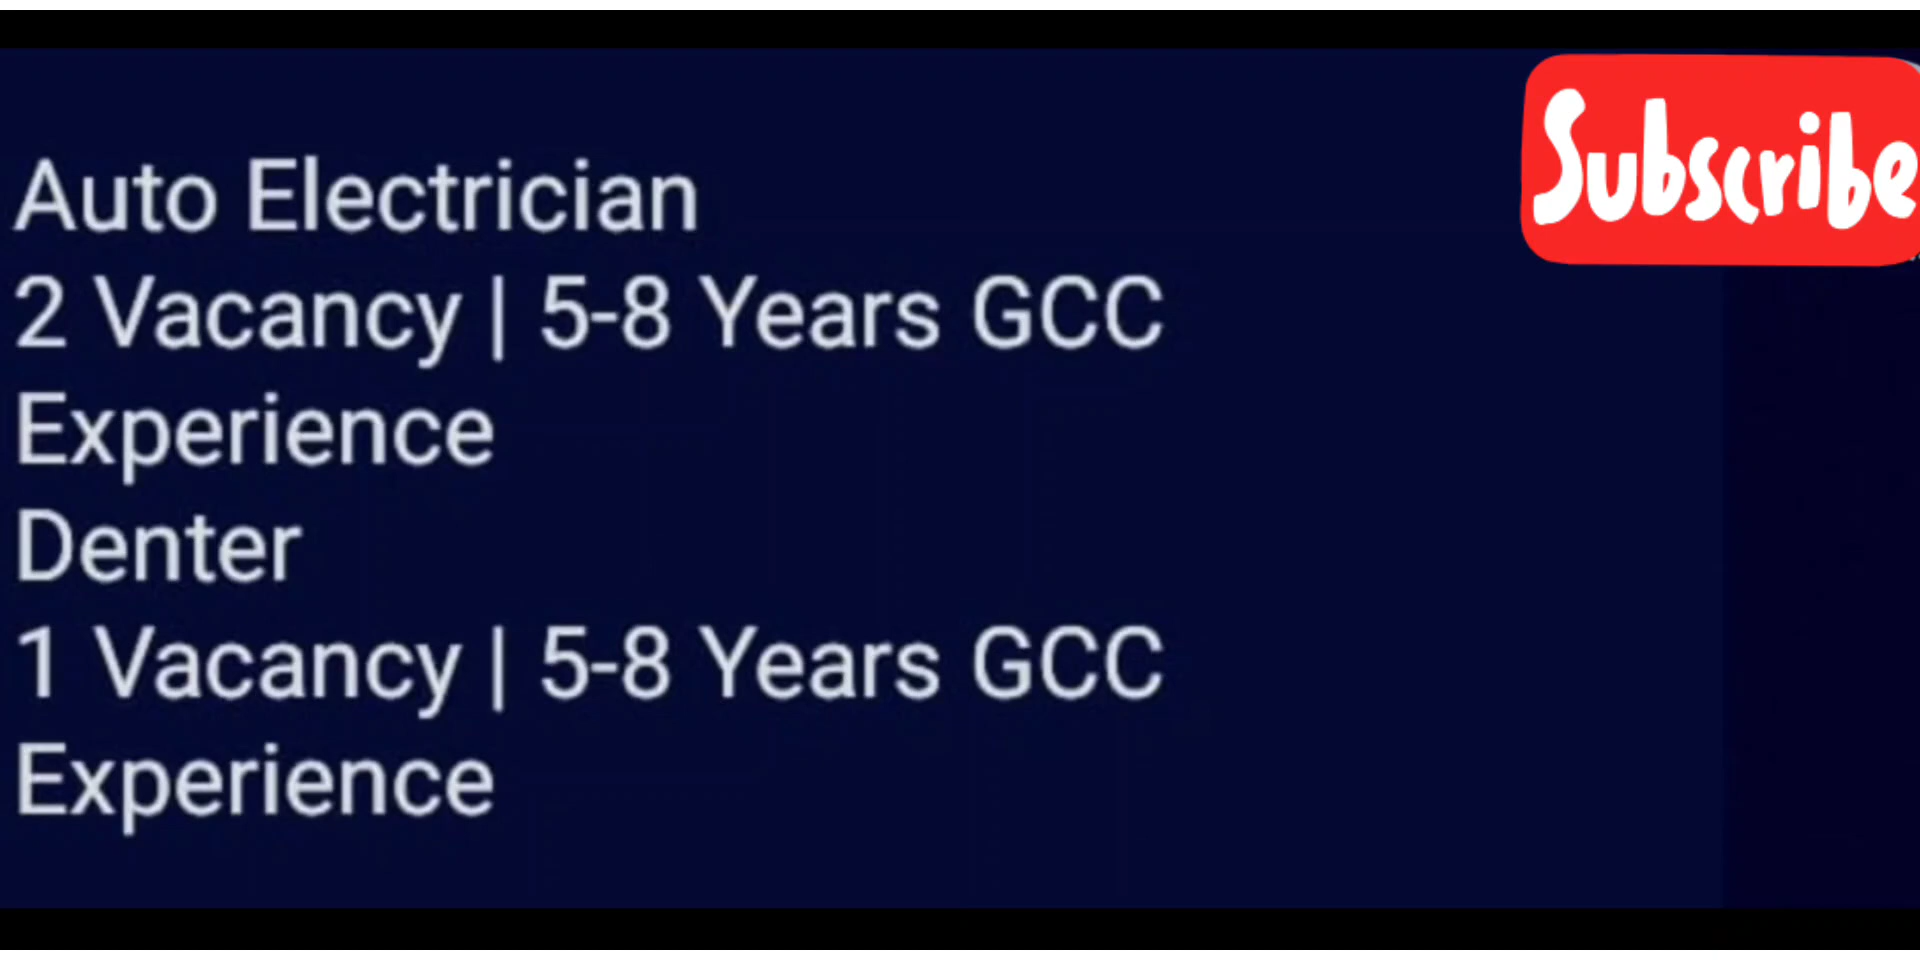 Subscribe
Auto Electrician
2 Vacancy | 5-8 Years GCC
Experience
Denter
1 Vacancy | 5-8 Years GCC
Experience